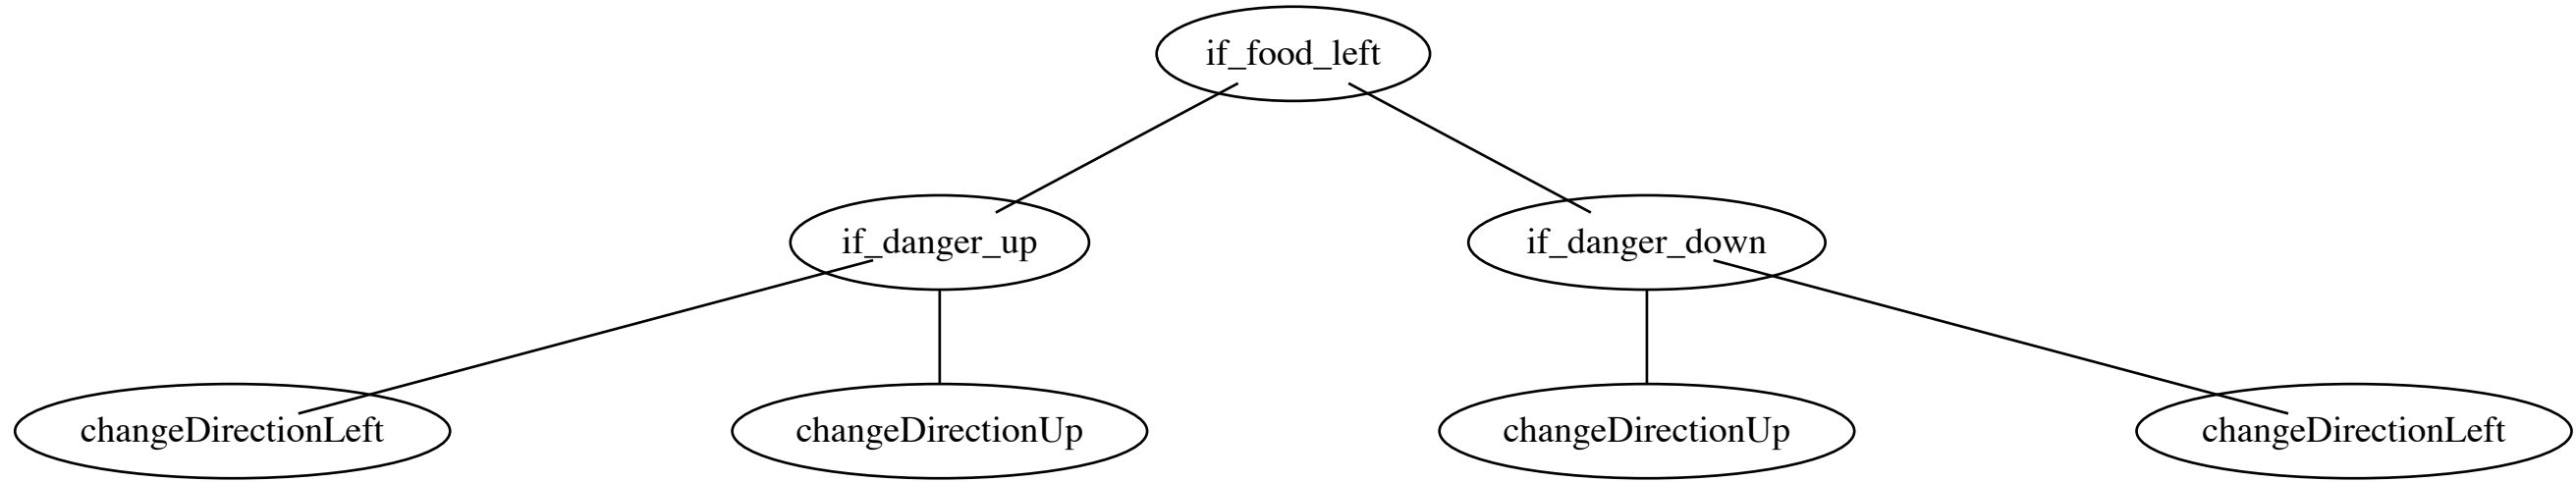 if_food_left
if_danger_up
if_danger_down
changeDirectionLeft
changeDirectionUp
changeDirectionUp
changeDirectionLeft